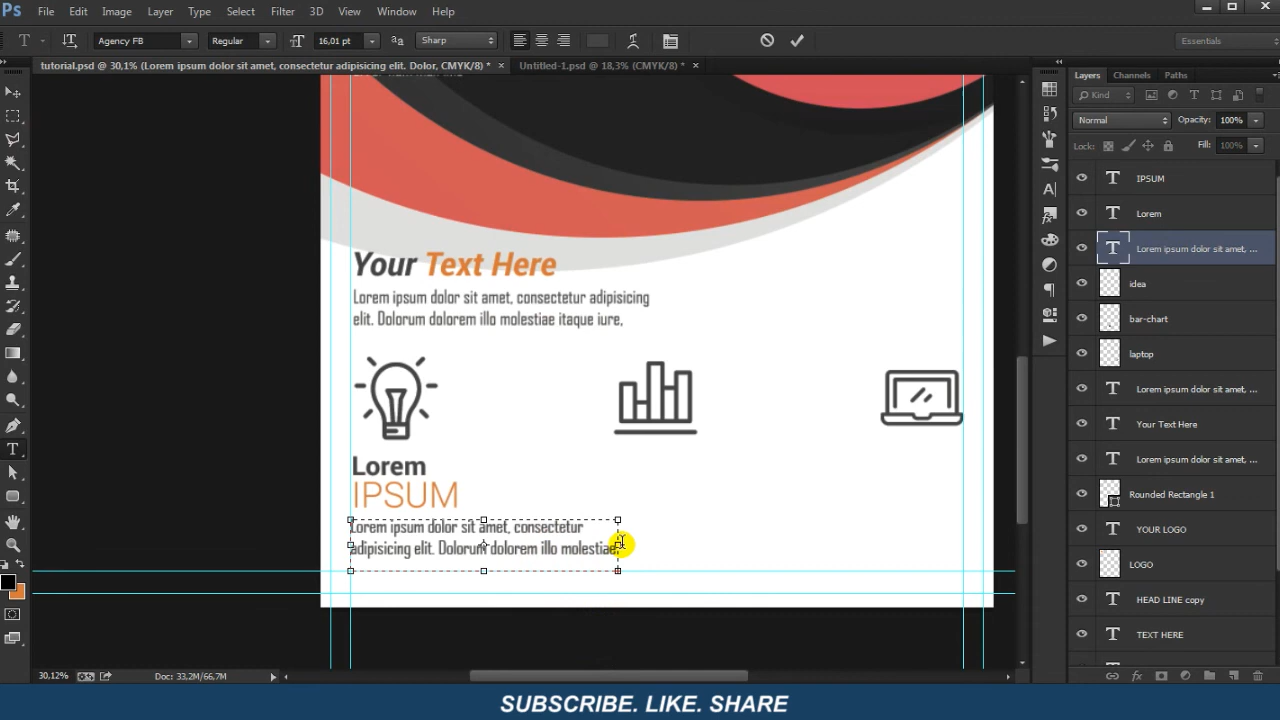 Ps File Edit Image Layer Type Select Filter 3D View Window Help
T Agency FB Regular 16,01 pt Sharp Essentials
tutorial.psd @ 30,1% (Lorem ipsum dolor sit amet, consectetur adipisicing elit. Dolor, CMYK/8) * Untitled-1.psd @ 18,3% (CMYK/8) *
Layers Channels Paths
Kind
Normal Opacity: 100%
Lock: Fill: 100%
IPSUM
Lorem
Lorem ipsum dolor sit amet, ...
idea
bar-chart
laptop
Lorem ipsum dolor sit amet, ...
Your Text Here
Lorem ipsum dolor sit amet, ...
Rounded Rectangle 1
YOUR LOGO
LOGO
HEAD LINE copy
TEXT HERE
Your Text Here
Lorem ipsum dolor sit amet, consectetur adipisicing
elit. Dolorum dolorem illo molestiae itaque iure,
Lorem
IPSUM
Lorem ipsum dolor sit amet, consectetur
adipisicing elit. Dolorum dolorem illo molestiae
30,12% Doc: 33,2M/66,7M
SUBSCRIBE. LIKE. SHARE